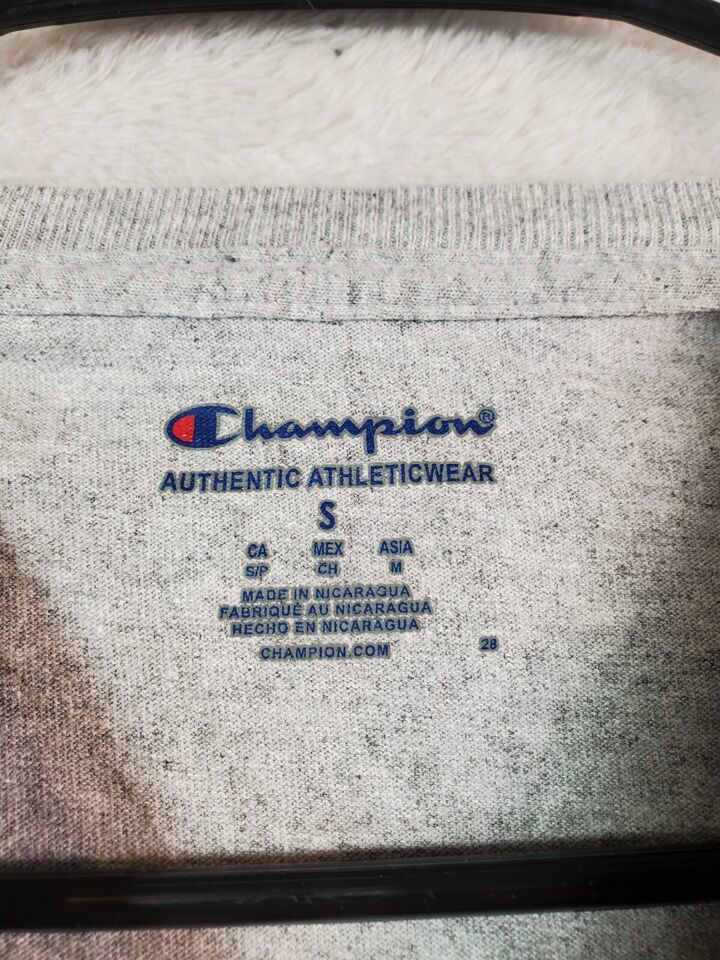 Champion®
AUTHENTIC ATHLETICWEAR
S
CA MEX ASIA
S/P CH M
MADE IN NICARAGUA
FABRIQUÉ AU NICARAGUA
HECHO EN NICARAGUA
CHAMPION.COM 28